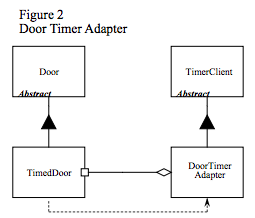 Figure 2
Door Timer Adapter
Door
TimerClient
Abstract
Abstract
TimedDoor
DoorTimer
Adapter